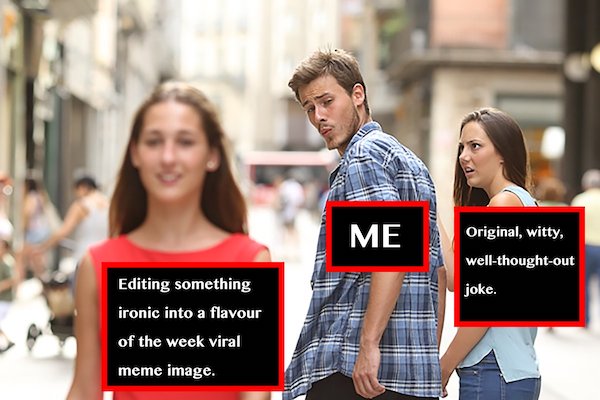 Editing something
ironic into a flavour
of the week viral
meme image.
ME
Original, witty,
well-thought-out
joke.